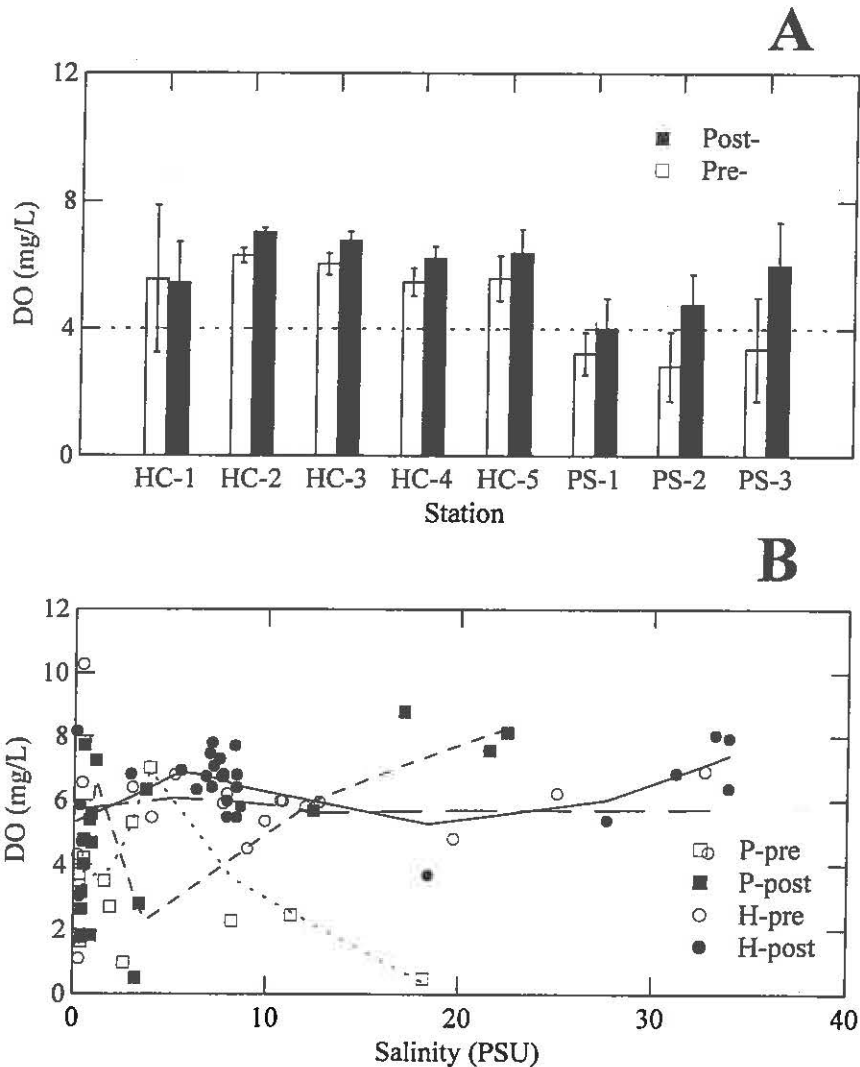 A
12
8
4
0
DO (mg/L)
Post-
Pre-
HC-1 HC-2 HC-3 HC-4 HC-5 PS-1 PS-2 PS-3
Station
B
12
10
8
6
4
2
0
DO (mg/L)
P-pre
P-post
H-pre
H-post
0 10 20 30 40
Salinity (PSU)